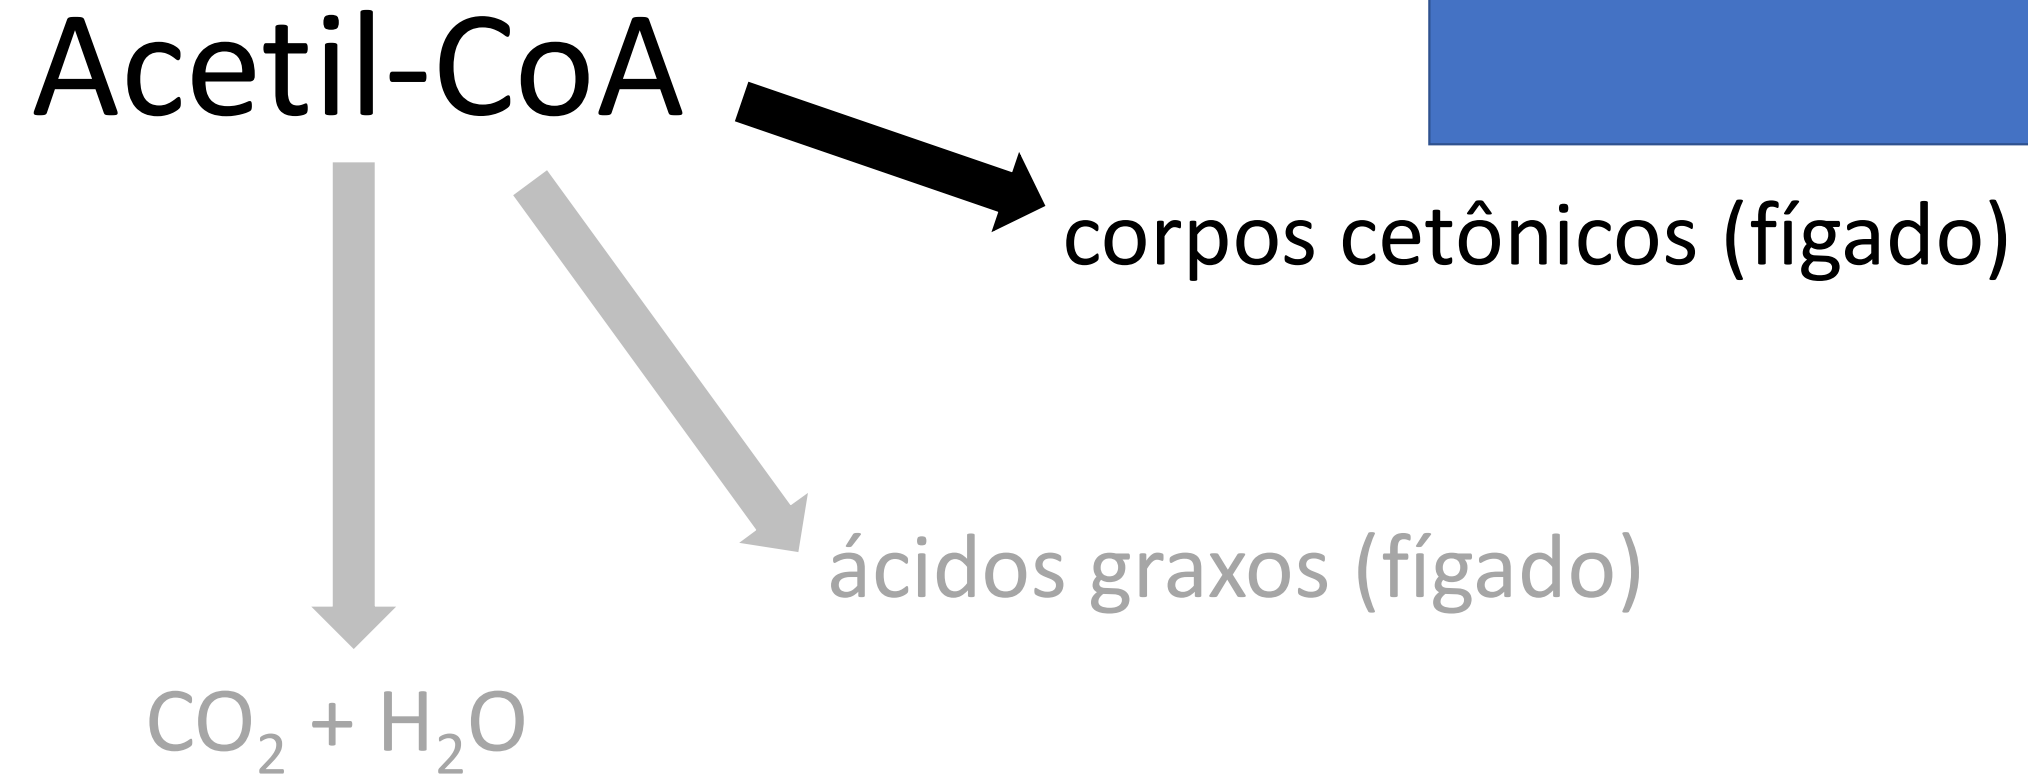 Acetil-CoA
corpos cetônicos (fígado)
ácidos graxos (fígado)
CO₂ + H₂O